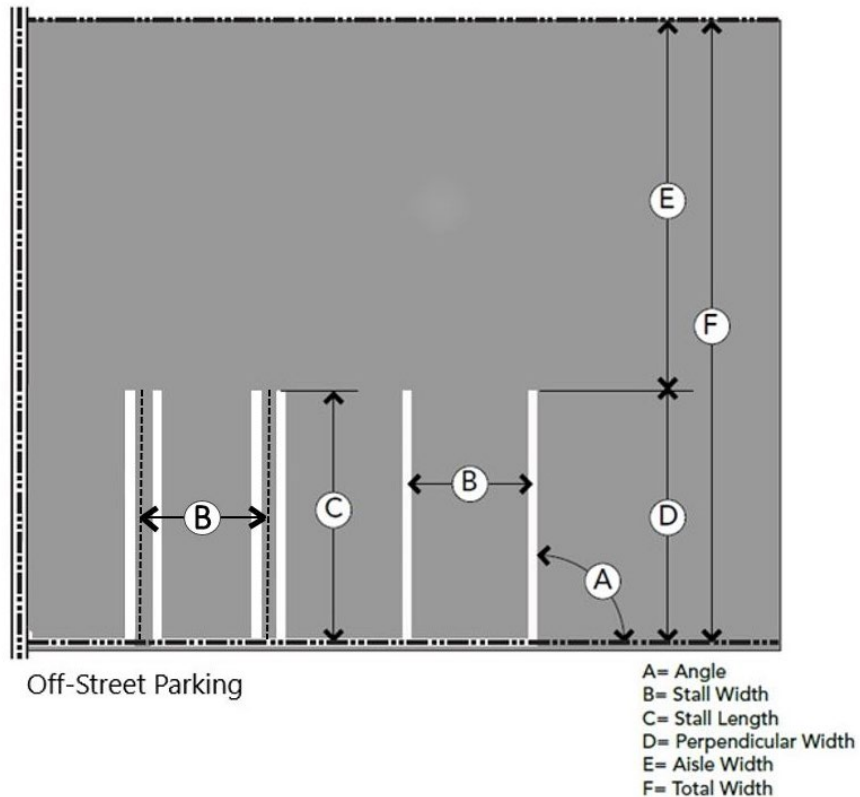 E
F
B
C
B
D
A
Off-Street Parking
A= Angle
B= Stall Width
C= Stall Length
D= Perpendicular Width
E= Aisle Width
F= Total Width